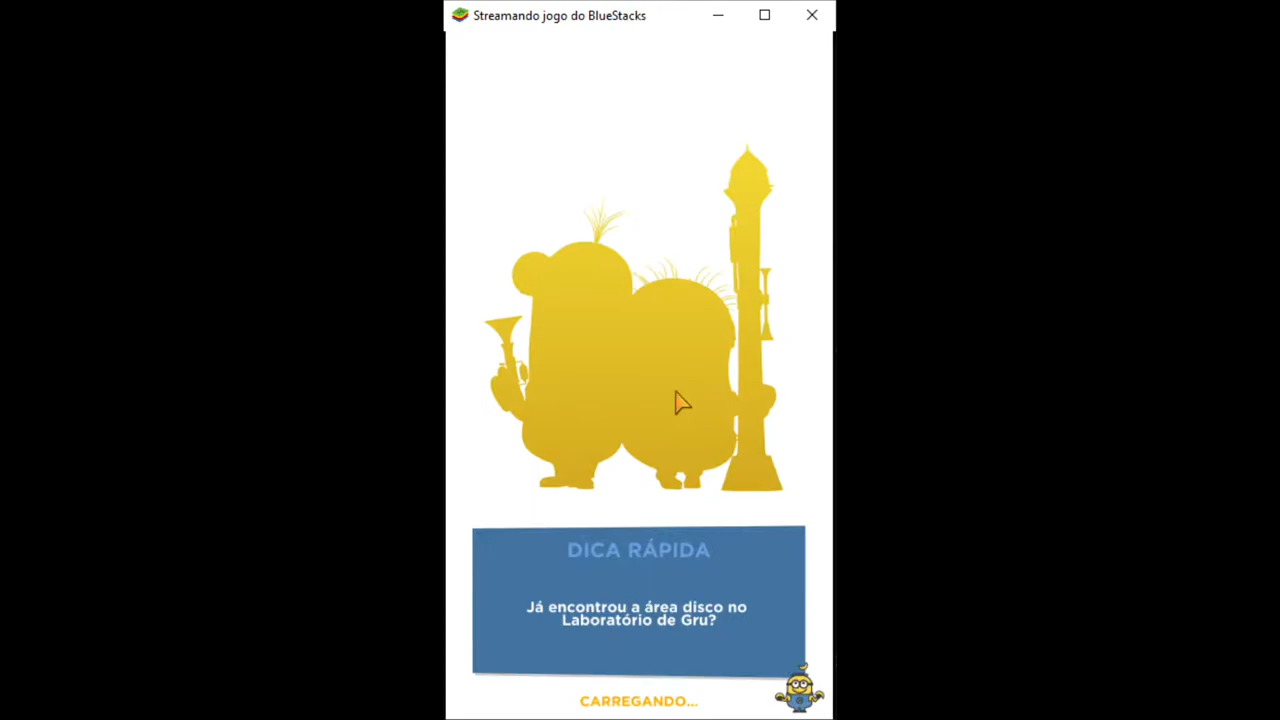 Streamando jogo do BlueStacks
DICA RÁPIDA
Já encontrou a área disco no
Laboratório de Gru?
CARREGANDO...